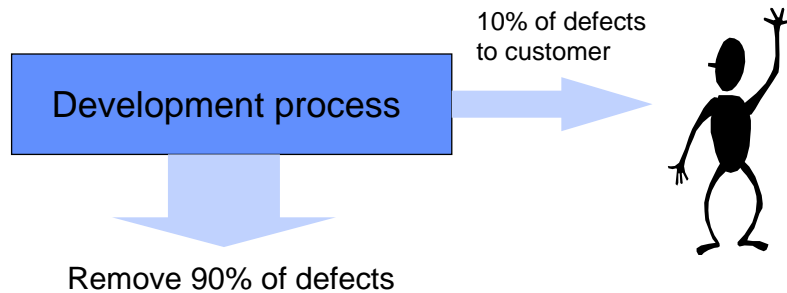 10% of defects
to customer
Development process
Remove 90% of defects